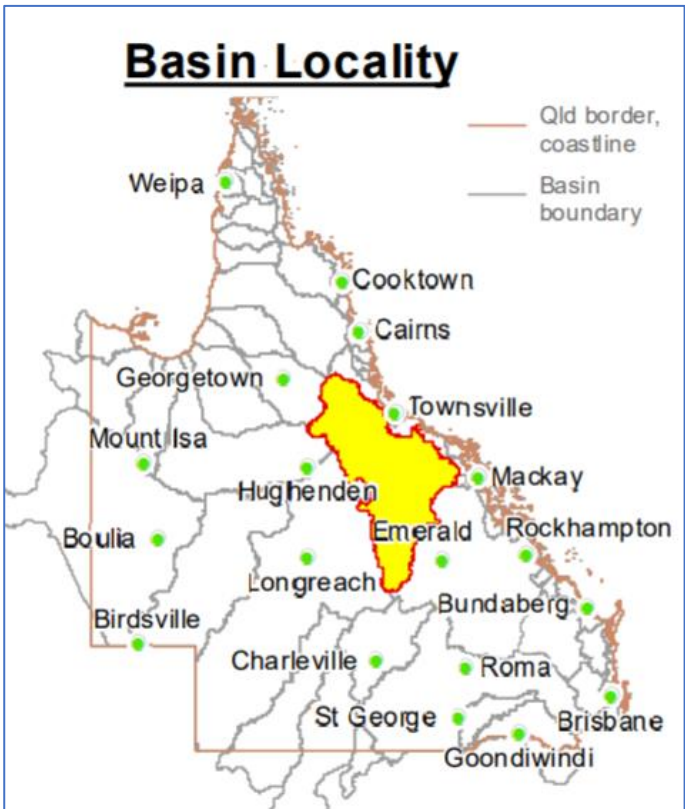 Basin Locality
Qld border,
coastline
Basin
boundary
Weipa
Cooktown
Cairns
Georgetown
Townsville
Mount Isa
Hughenden
Mackay
Boulia
Emerald
Rockhampton
Longreach
Bundaberg
Birdsville
Charleville
Roma
St George
Brisbane
Goondiwindi